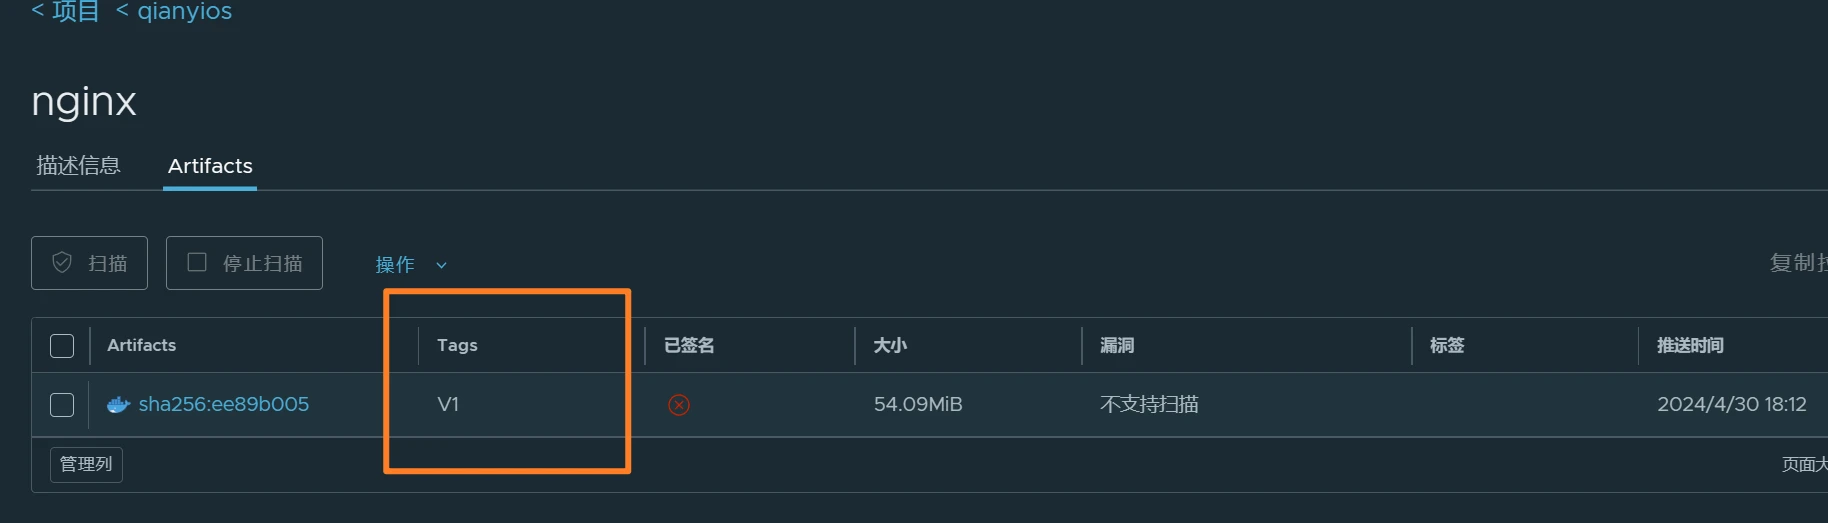 < 项目 < qianyios
nginx
描述信息 Artifacts
扫描 停止扫描 操作 复制
Artifacts Tags 已签名 大小 漏洞 标签 推送时间
sha256:ee89b005 V1 54.09MiB 不支持扫描 2024/4/30 18:12
管理列 页面